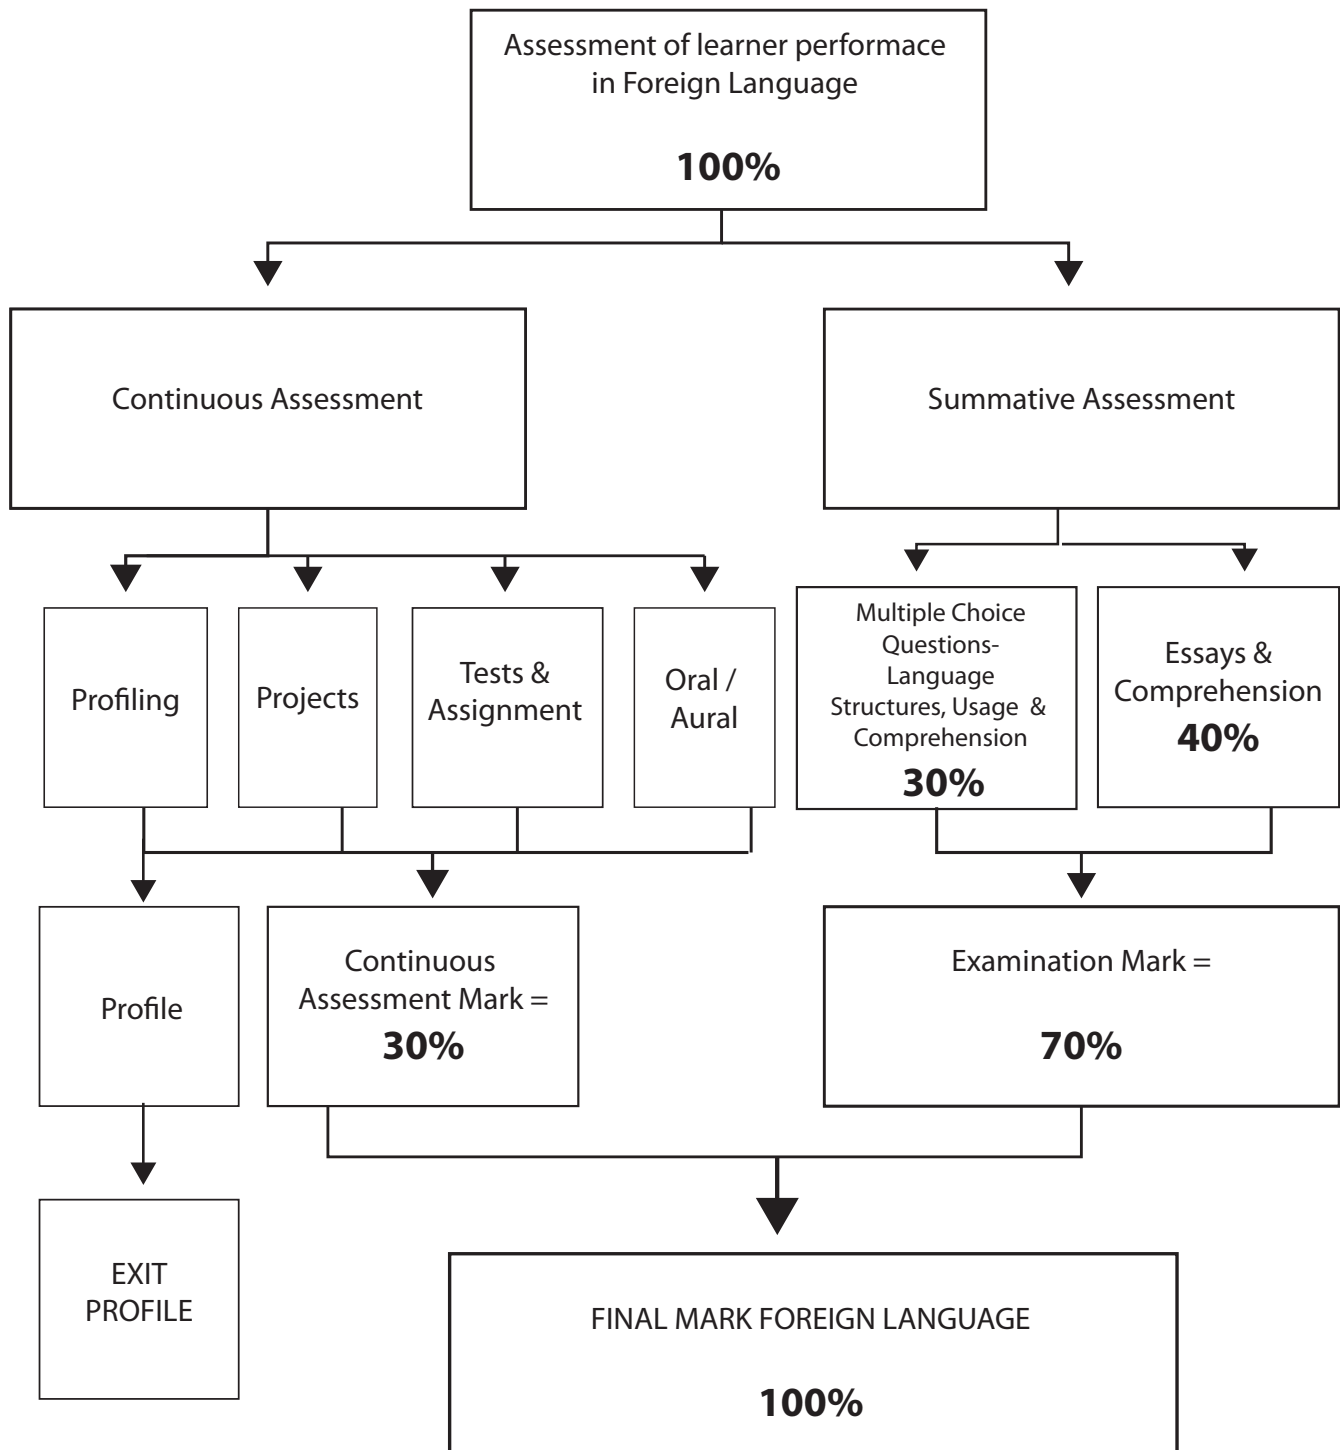 Assessment of learner performace
in Foreign Language
100%
Continuous Assessment
Summative Assessment
Profiling
Projects
Tests &
Assignment
Oral /
Aural
Multiple Choice
Questions-
Language
Structures, Usage &
Comprehension
30%
Essays &
Comprehension
40%
Profile
Continuous
Assessment Mark =
30%
Examination Mark =
70%
EXIT
PROFILE
FINAL MARK FOREIGN LANGUAGE
100%